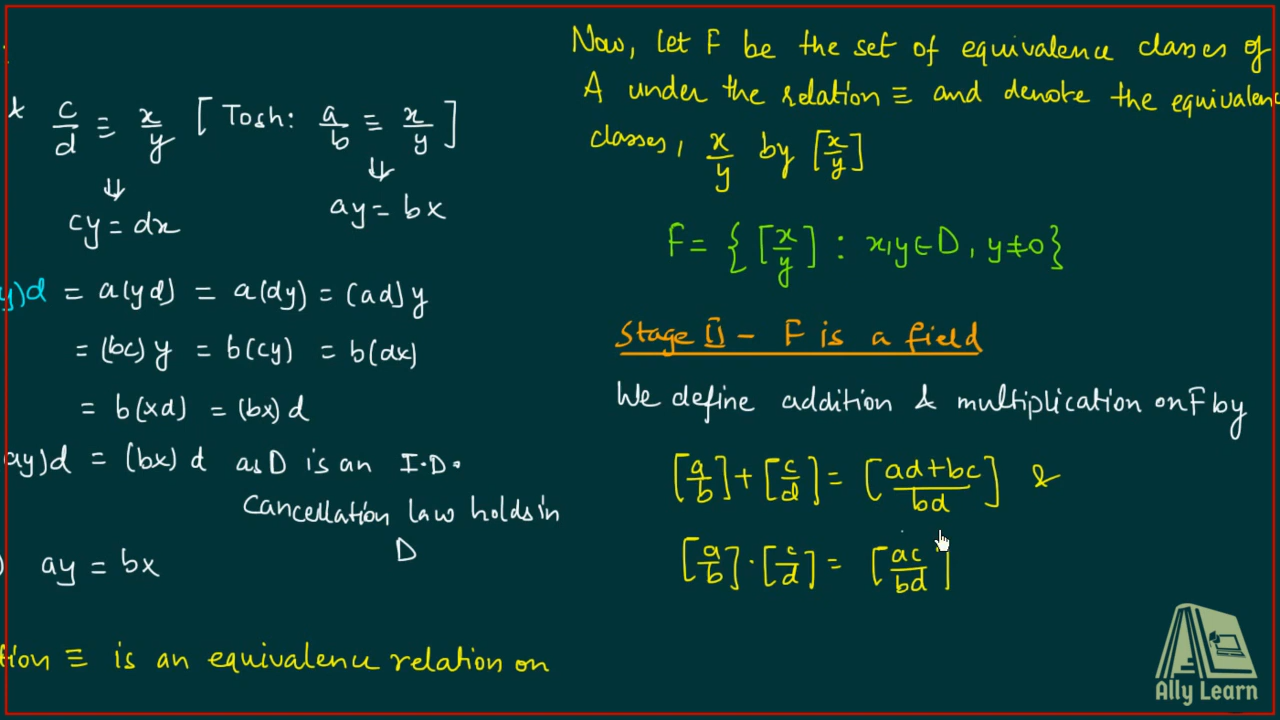 & c/d ≡ x/y [Tosh: a/b ≡ x/y]
⇓ ⇓
cy = dx ay = bx
y)d = a(yd) = a(dy) = (ad)y
= (bc)y = b(cy) = b(dx)
= b(xd) = (bx)d
ay)d = (bx)d as D is an I.D.
Cancellation law holds in
D
) ay = bx
tion ≡ is an equivalence relation on
Now, let F be the set of equivalence classes of
A under the relation ≡ and denote the equivalenc
classes, x/y by [x/y]
F = { [x/y] : x,y ∈ D, y≠0}
Stage II - F is a field
We define addition & multiplication on F by
[a/b] + [c/d] = [ad+bc/bd] &
[a/b] · [c/d] = [ac/bd]
Ally Learn